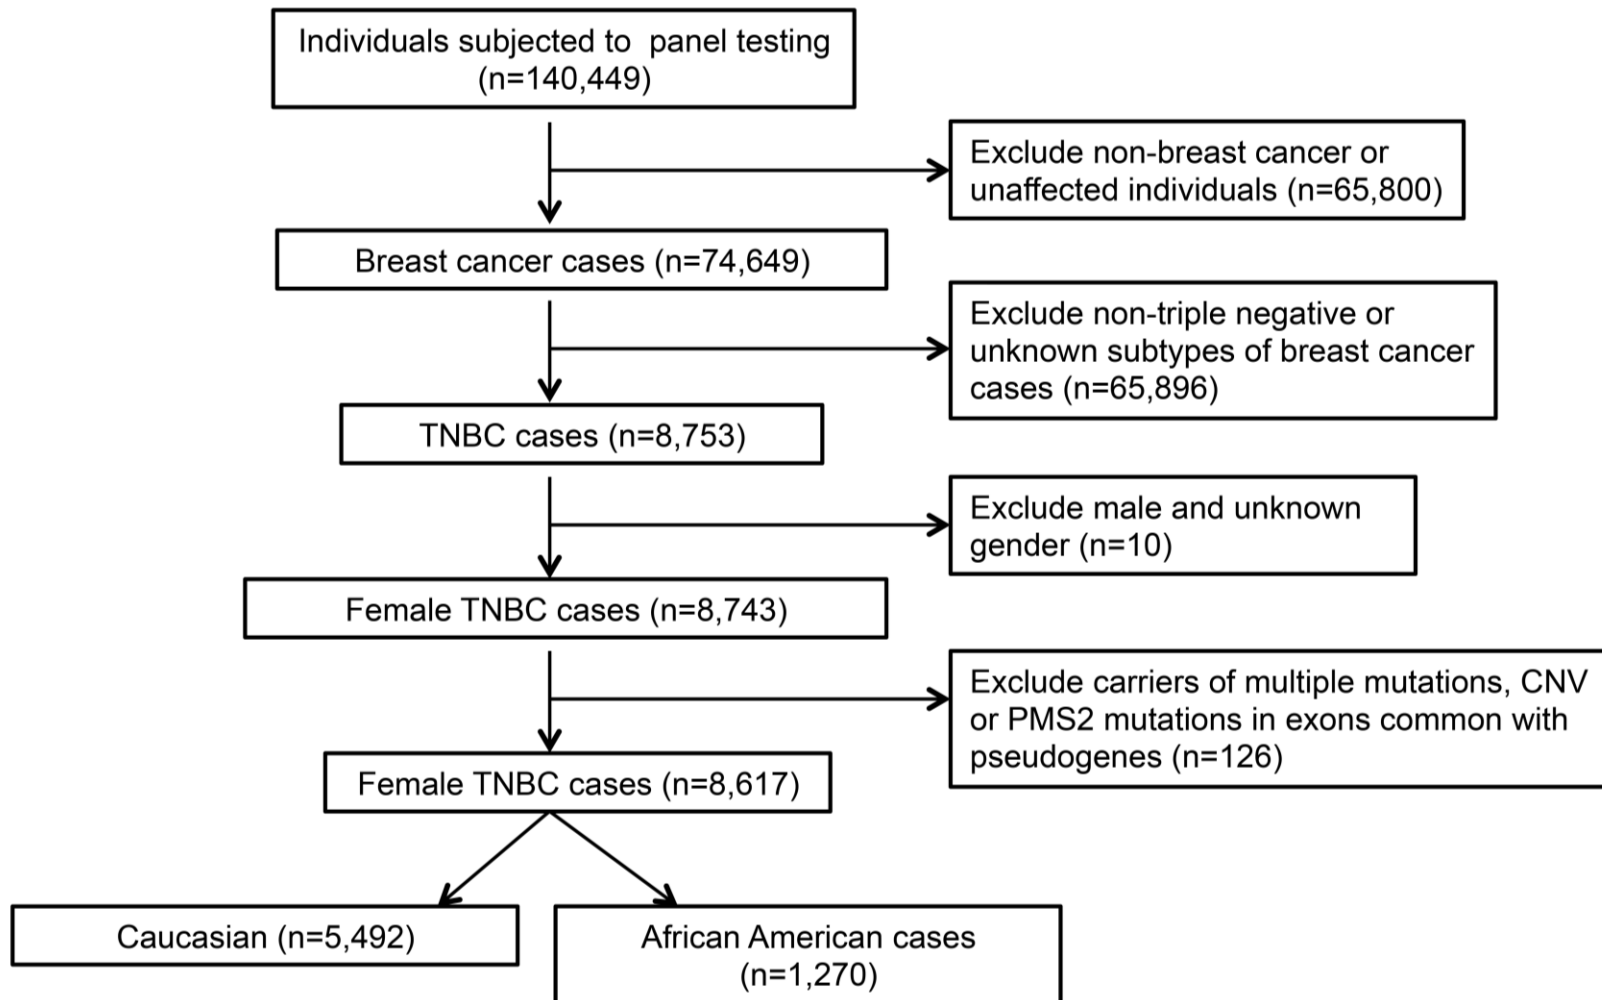 Individuals subjected to panel testing
(n=140,449)
Exclude non-breast cancer or
unaffected individuals (n=65,800)
Breast cancer cases (n=74,649)
Exclude non-triple negative or
unknown subtypes of breast cancer
cases (n=65,896)
TNBC cases (n=8,753)
Exclude male and unknown
gender (n=10)
Female TNBC cases (n=8,743)
Exclude carriers of multiple mutations, CNV
or PMS2 mutations in exons common with
pseudogenes (n=126)
Female TNBC cases (n=8,617)
Caucasian (n=5,492)
African American cases
(n=1,270)